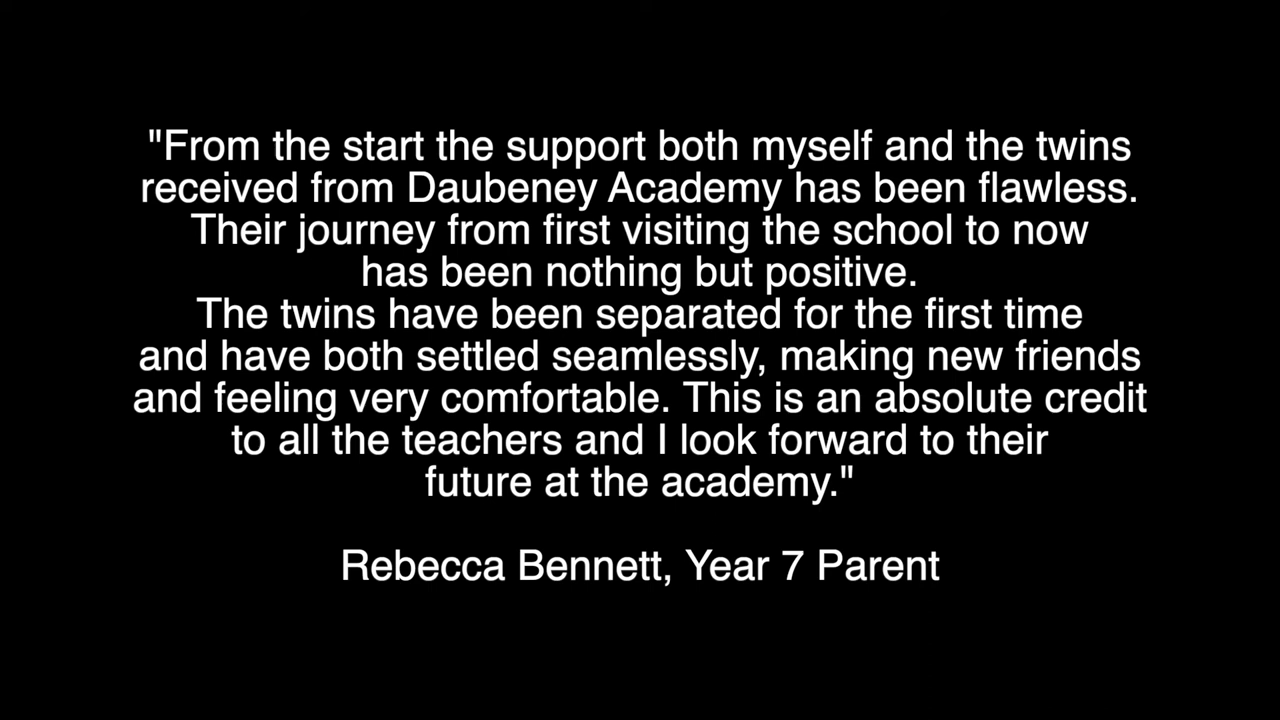 "From the start the support both myself and the twins
received from Daubeney Academy has been flawless.
Their journey from first visiting the school to now
has been nothing but positive.
The twins have been separated for the first time
and have both settled seamlessly, making new friends
and feeling very comfortable. This is an absolute credit
to all the teachers and I look forward to their
future at the academy."
Rebecca Bennett, Year 7 Parent